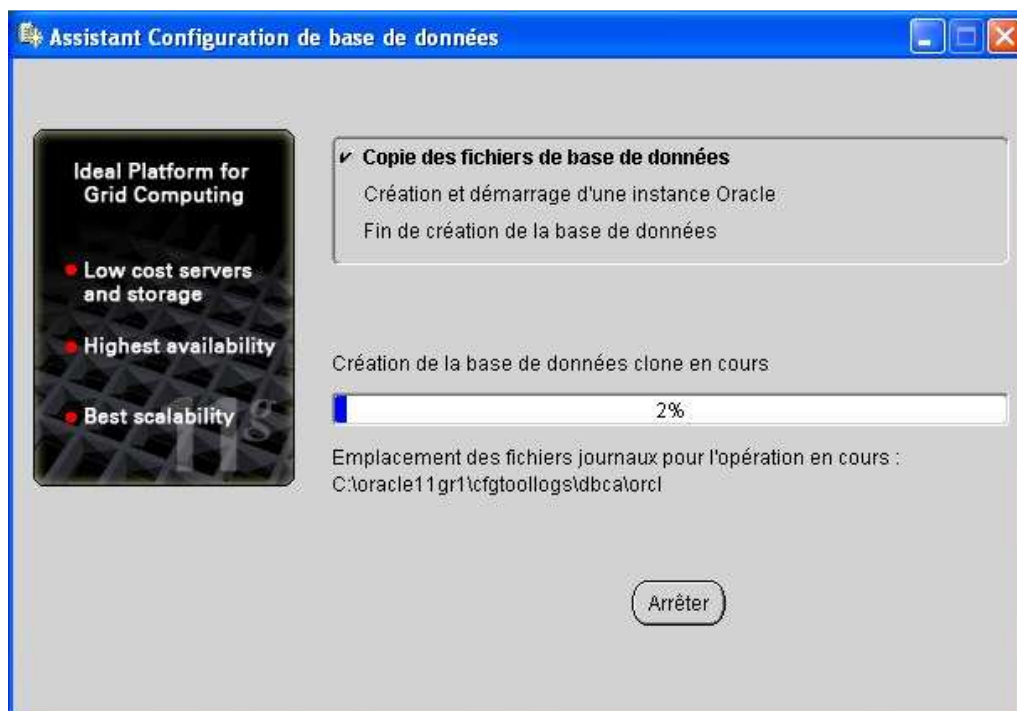 Assistant Configuration de base de données
Ideal Platform for
Grid Computing
Low cost servers
and storage
Highest availability
Best scalability
11g
Copie des fichiers de base de données
Création et démarrage d'une instance Oracle
Fin de création de la base de données
Création de la base de données clone en cours
2%
Emplacement des fichiers journaux pour l'opération en cours :
C:\oracle11gr1\cfgtoollogs\dbca\orcl
Arrêter